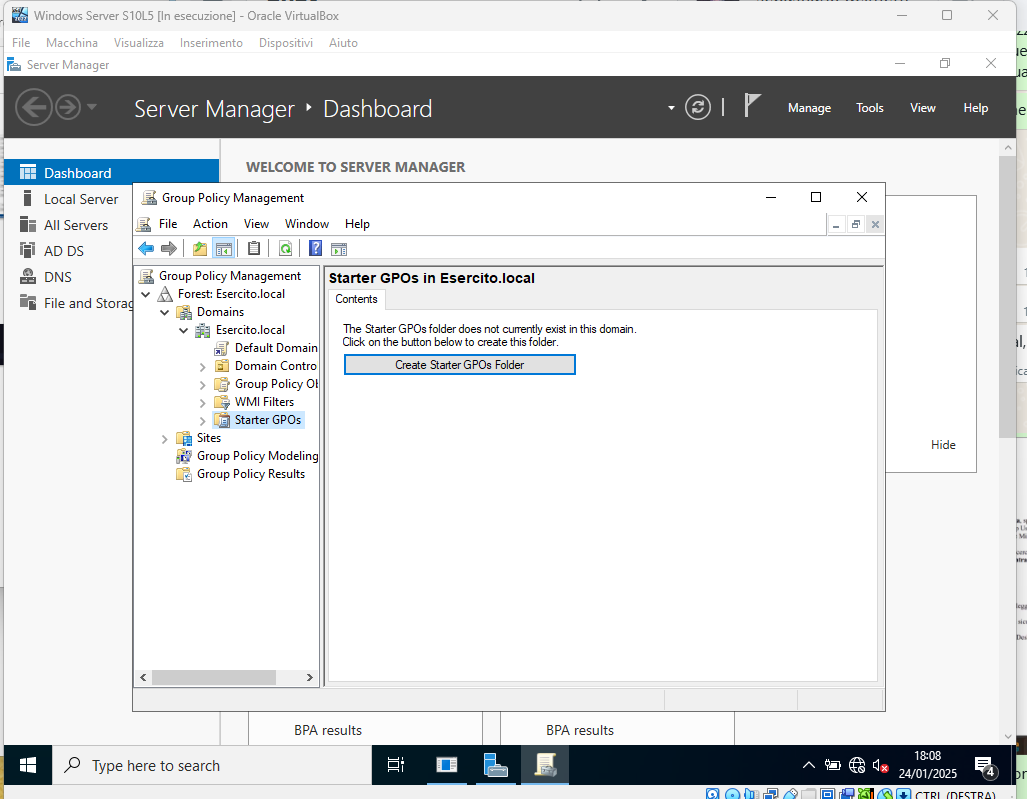 Windows Server S10L5 [In esecuzione] - Oracle VirtualBox
File Macchina Visualizza Inserimento Dispositivi Aiuto
Server Manager
Server Manager Dashboard
Manage Tools View Help
Dashboard
Local Server
All Servers
AD DS
DNS
File and Storag
WELCOME TO SERVER MANAGER
Group Policy Management
File Action View Window Help
Group Policy Management
Forest: Esercito.local
Domains
Esercito.local
Default Domain
Domain Contro
Group Policy Ob
WMI Filters
Starter GPOs
Sites
Group Policy Modeling
Group Policy Results
Starter GPOs in Esercito.local
Contents
The Starter GPOs folder does not currently exist in this domain.
Click on the button below to create this folder.
Create Starter GPOs Folder
Hide
BPA results
BPA results
Type here to search
18:08
24/01/2025
4
CTRL (DESTRA)